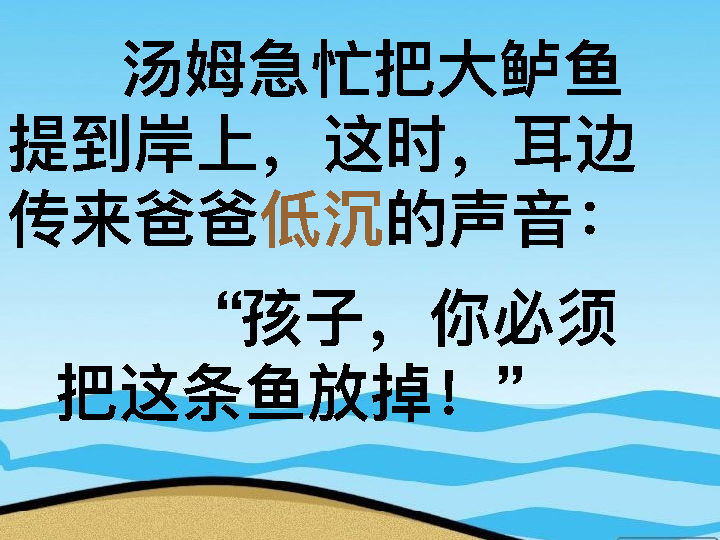 汤姆急忙把大鲈鱼
提到岸上，这时，耳边
传来爸爸低沉的声音：
“孩子，你必须
把这条鱼放掉！”